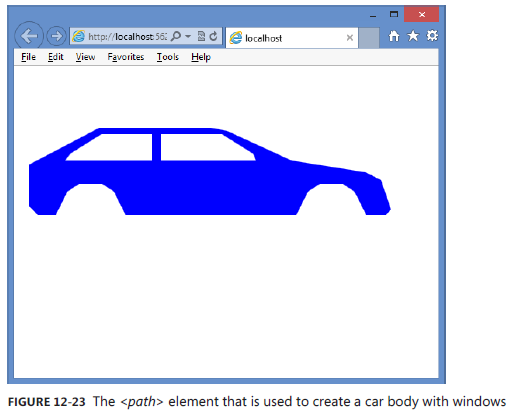 http://localhost:562
localhost
File Edit View Favorites Tools Help
FIGURE 12-23 The <path> element that is used to create a car body with windows